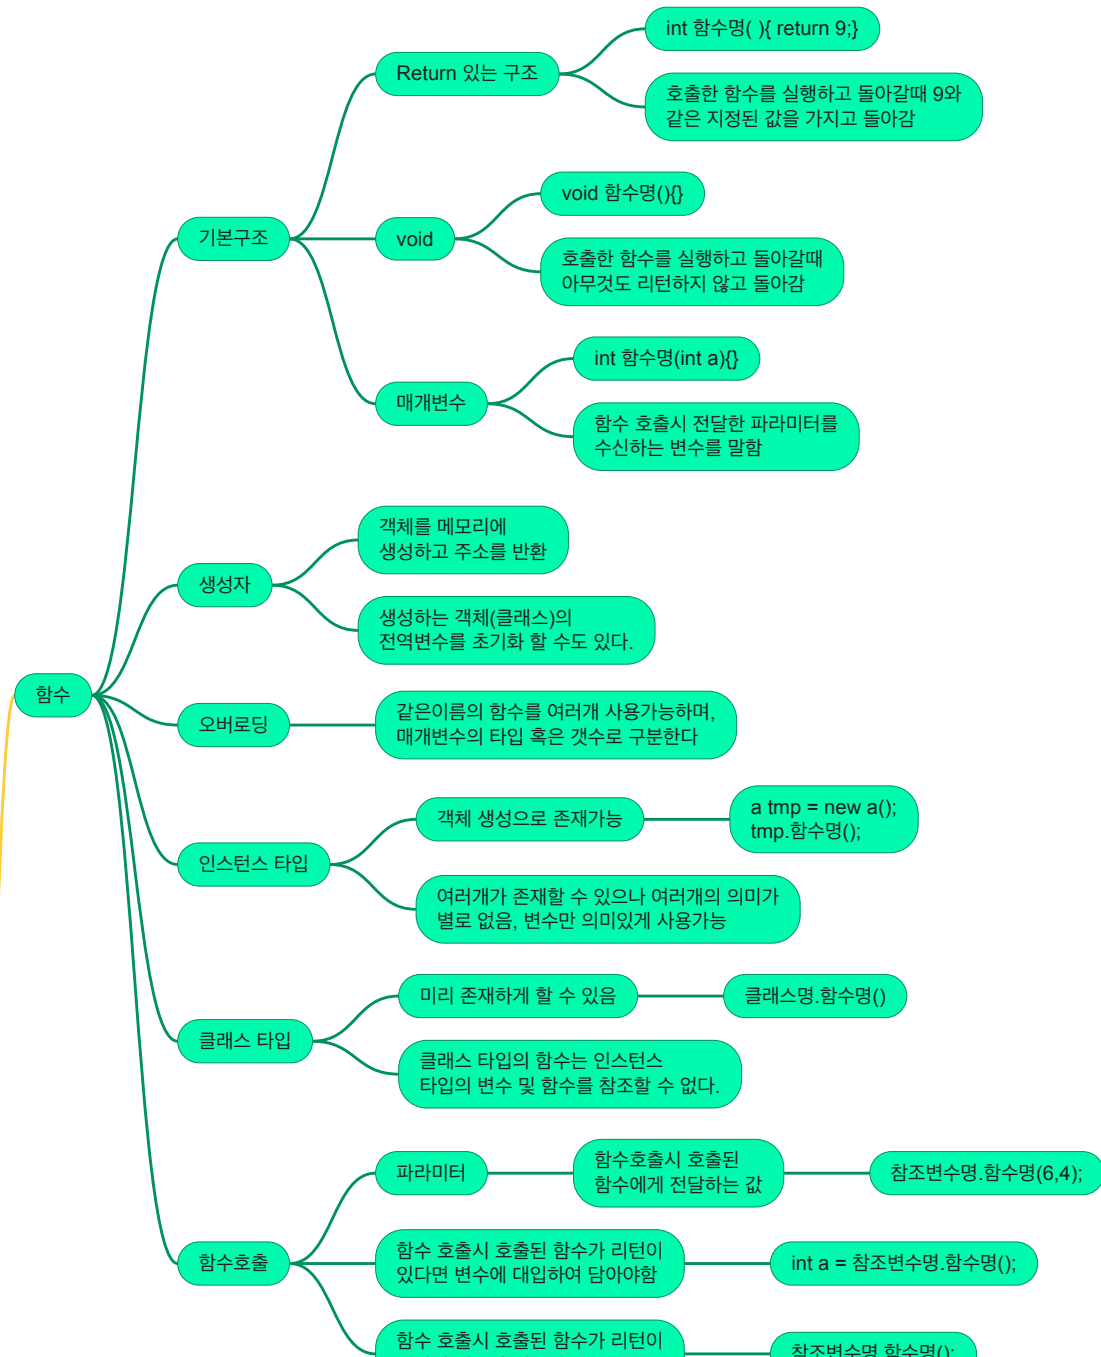 int 함수명( ){ return 9;}
Return 있는 구조
호출한 함수를 실행하고 돌아갈때 9와
같은 지정된 값을 가지고 돌아감
void 함수명(){}
기본구조
void
호출한 함수를 실행하고 돌아갈때
아무것도 리턴하지 않고 돌아감
int 함수명(int a){}
매개변수
함수 호출시 전달한 파라미터를
수신하는 변수를 말함
객체를 메모리에
생성하고 주소를 반환
생성자
생성하는 객체(클래스)의
전역변수를 초기화 할 수도 있다.
함수
오버로딩
같은이름의 함수를 여러개 사용가능하며,
매개변수의 타입 혹은 갯수로 구분한다
객체 생성으로 존재가능
a tmp = new a();
tmp.함수명();
인스턴스 타입
여러개가 존재할 수 있으나 여러개의 의미가
별로 없음, 변수만 의미있게 사용가능
미리 존재하게 할 수 있음
클래스명.함수명()
클래스 타입
클래스 타입의 함수는 인스턴스
타입의 변수 및 함수를 참조할 수 없다.
파라미터
함수호출시 호출된
함수에게 전달하는 값
참조변수명.함수명(6,4);
함수호출
함수 호출시 호출된 함수가 리턴이
있다면 변수에 대입하여 담아야함
int a = 참조변수명.함수명();
함수 호출시 호출된 함수가 리턴이
참조변수명.함수명();